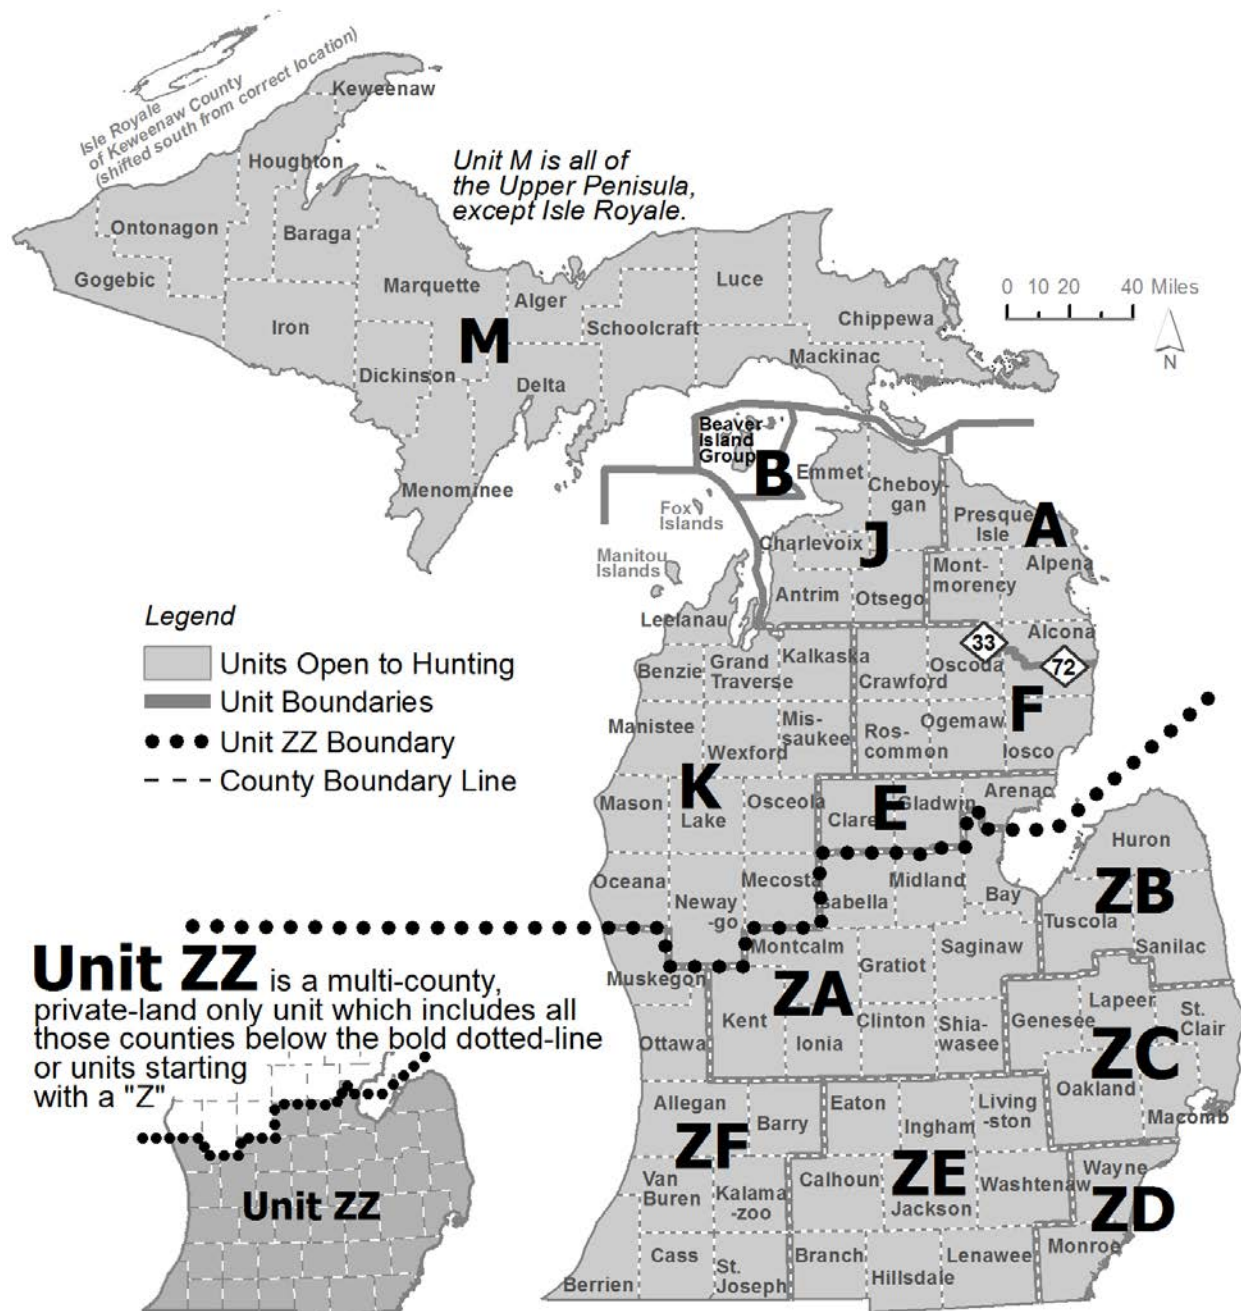 Keweenaw
Isle Royale
of Keweenaw County
(shifted south from correct location)
Houghton
Unit M is all of
the Upper Penisula,
except Isle Royale.
Ontonagon
Baraga
Gogebic
Marquette
Luce
Alger
0 10 20 40 Miles
Iron
M
Schoolcraft
Chippewa
N
Mackinac
Dickinson
Delta
Beaver
Island
Group
B
Emmet
Cheboy-
gan
Menominee
Fox
Islands
Presque
Isle
A
Charlevoix
J
Manitou
Islands
Mont-
morency
Alpena
Antrim
Otsego
Legend
Leelanau
Alcona
33
Units Open to Hunting
Benzie
Grand
Traverse
Kalkaska
Crawford
Oscoda
72
Unit Boundaries
Manistee
Mis-
saukee
Ros-
common
Ogemaw
F
Iosco
Unit ZZ Boundary
Wexford
County Boundary Line
K
Mason
Lake
Osceola
Clare
E
Gladwin
Arenac
Huron
Oceana
Neway
-go
Mecosta
Isabella
Midland
Bay
ZB
Tuscola
Sanilac
Unit ZZ is a multi-county,
private-land only unit which includes all
those counties below the bold dotted-line
or units starting
with a "Z"
Muskegon
Montcalm
Gratiot
Saginaw
ZA
Kent
Ionia
Clinton
Shia-
wasee
Genesee
Lapeer
St.
Clair
ZC
Ottawa
Oakland
Macomb
Allegan
Barry
Eaton
Ingham
Living
-ston
ZF
Van
Buren
Kalama
-zoo
Calhoun
ZE
Jackson
Washtenaw
Wayne
ZD
Unit ZZ
Monroe
Berrien
Cass
St.
Joseph
Branch
Hillsdale
Lenawee